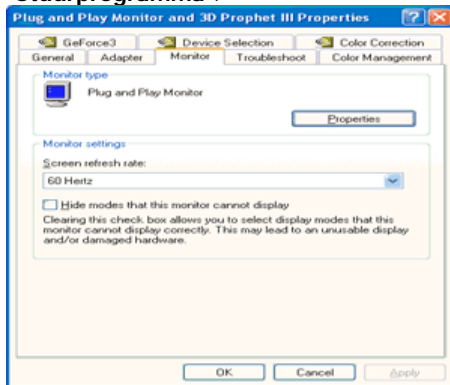 Plug and Play Monitor and 3D Prophet III Properties
GeForce3 Device Selection Color Correction
General Adapter Monitor Troubleshoot Color Management
Monitor type
Plug and Play Monitor
Properties
Monitor settings
Screen refresh rate:
60 Hertz
Hide modes that this monitor cannot display
Clearing this check box allows you to select display modes that this
monitor cannot display correctly. This may lead to an unusable display
and/or damaged hardware.
OK Cancel Apply